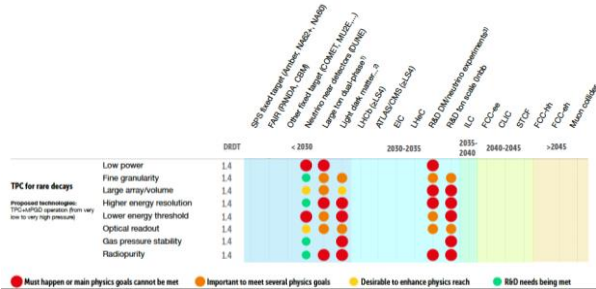 SPS fixed target (Amber, NA62+, NA60)
FAIR (PANDA, CBM)
Other fixed target (COMET, MU2E,...)
Neutrino near detectors (DUNE)
Large ion dual-phase¹⁾
Light dark matter...²⁾
LHCb (≥LS4)
ATLAS/CMS (≥LS4)
EIC
LHeC
R&D DM/neutrino experiments³⁾
R&D ton scale 0νbb
ILC
FCC-ee
CLIC
STCF
FCC-hh
FCC-eh
Muon collider
DRDT < 2030 2030-2035 2035-2040 2040-2045 >2045
TPC for rare decays
Proposed technologies:
TPC+MPGD operation (from very
low to very high pressure)
Low power 1.4
Fine granularity 1.4
Large array/volume 1.4
Higher energy resolution 1.4
Lower energy threshold 1.4
Optical readout 1.4
Gas pressure stability 1.4
Radiopurity 1.4
Must happen or main physics goals cannot be met Important to meet several physics goals Desirable to enhance physics reach R&D needs being met